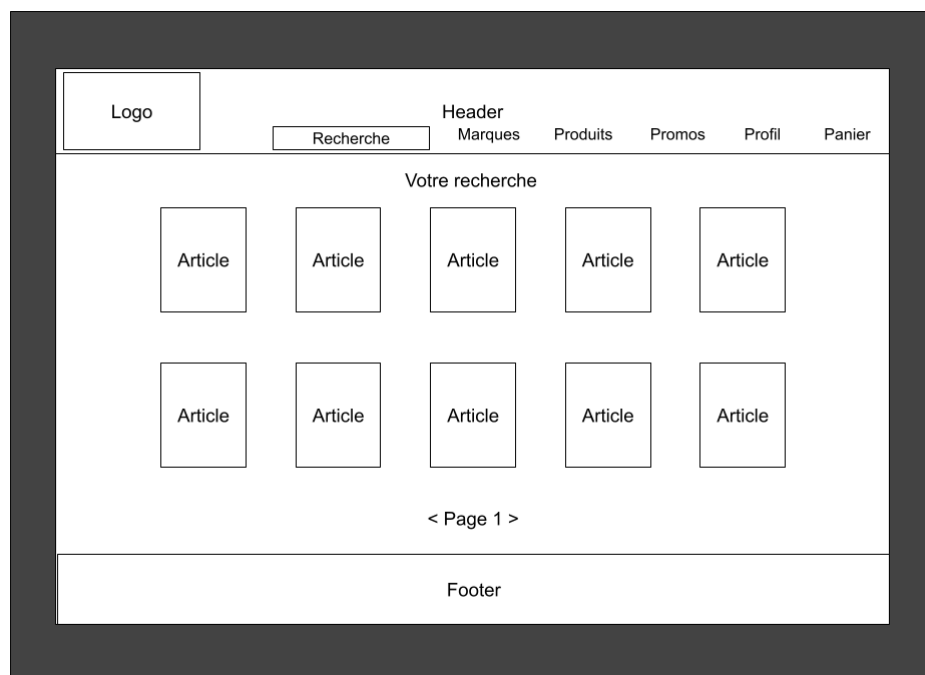 Logo
Header
Recherche Marques Produits Promos Profil Panier
Votre recherche
Article Article Article Article Article
Article Article Article Article Article
< Page 1 >
Footer